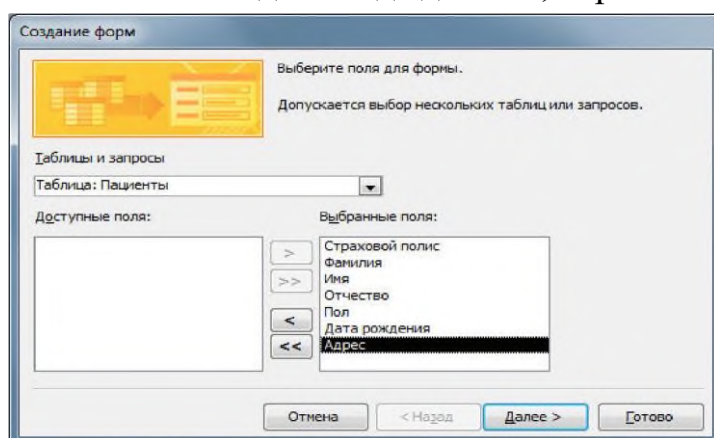 Создание форм
Выберите поля для формы.
Допускается выбор нескольких таблиц или запросов.
Таблицы и запросы
Таблица: Пациенты
Доступные поля:
Выбранные поля:
>
>>
<
<<
Страховой полис
Фамилия
Имя
Отчество
Пол
Дата рождения
Адрес
Отмена
< Назад
Далее >
Готово